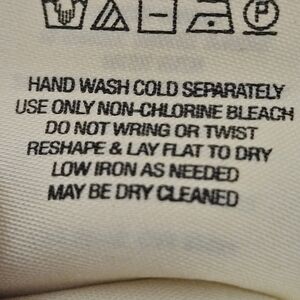 P
HAND WASH COLD SEPARATELY
USE ONLY NON-CHLORINE BLEACH
DO NOT WRING OR TWIST
RESHAPE & LAY FLAT TO DRY
LOW IRON AS NEEDED
MAY BE DRY CLEANED